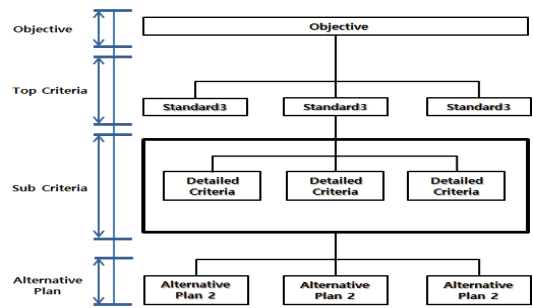 Objective
Objective
Top Criteria
Standard3
Standard3
Standard3
Sub Criteria
Detailed
Criteria
Detailed
Criteria
Detailed
Criteria
Alternative
Plan
Alternative
Plan 2
Alternative
Plan 2
Alternative
Plan 2